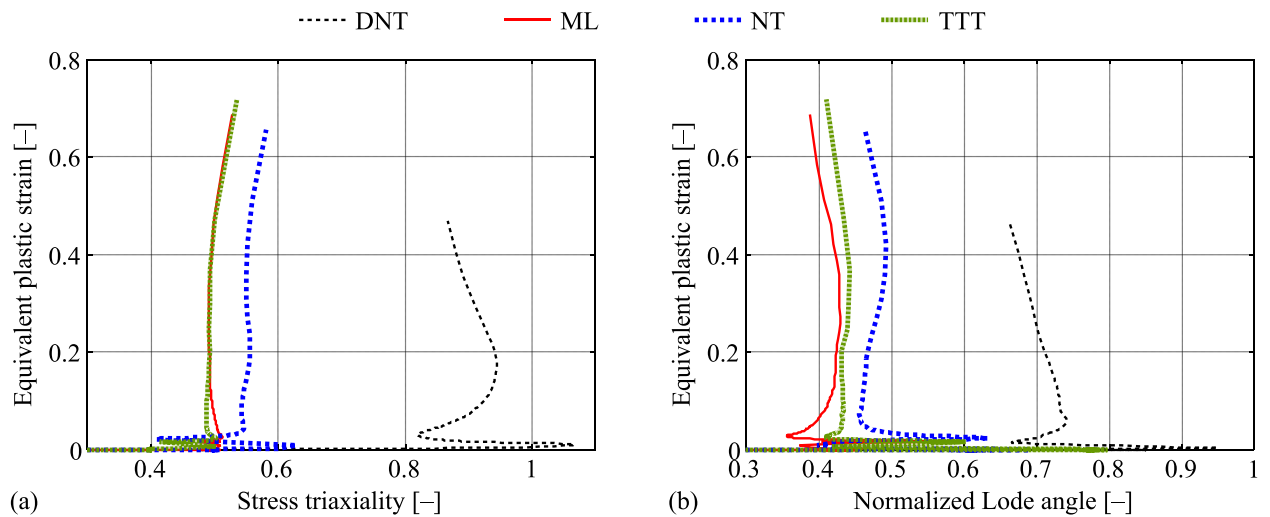 DNT ML NT TTT
0.8 0.8
0.6 0.6
0.4 0.4
0.2 0.2
0 0
Equivalent plastic strain [–] Equivalent plastic strain [–]
0.4 0.6 0.8 1 0.3 0.4 0.5 0.6 0.7 0.8 0.9 1
(a) Stress triaxiality [–] (b) Normalized Lode angle [–]